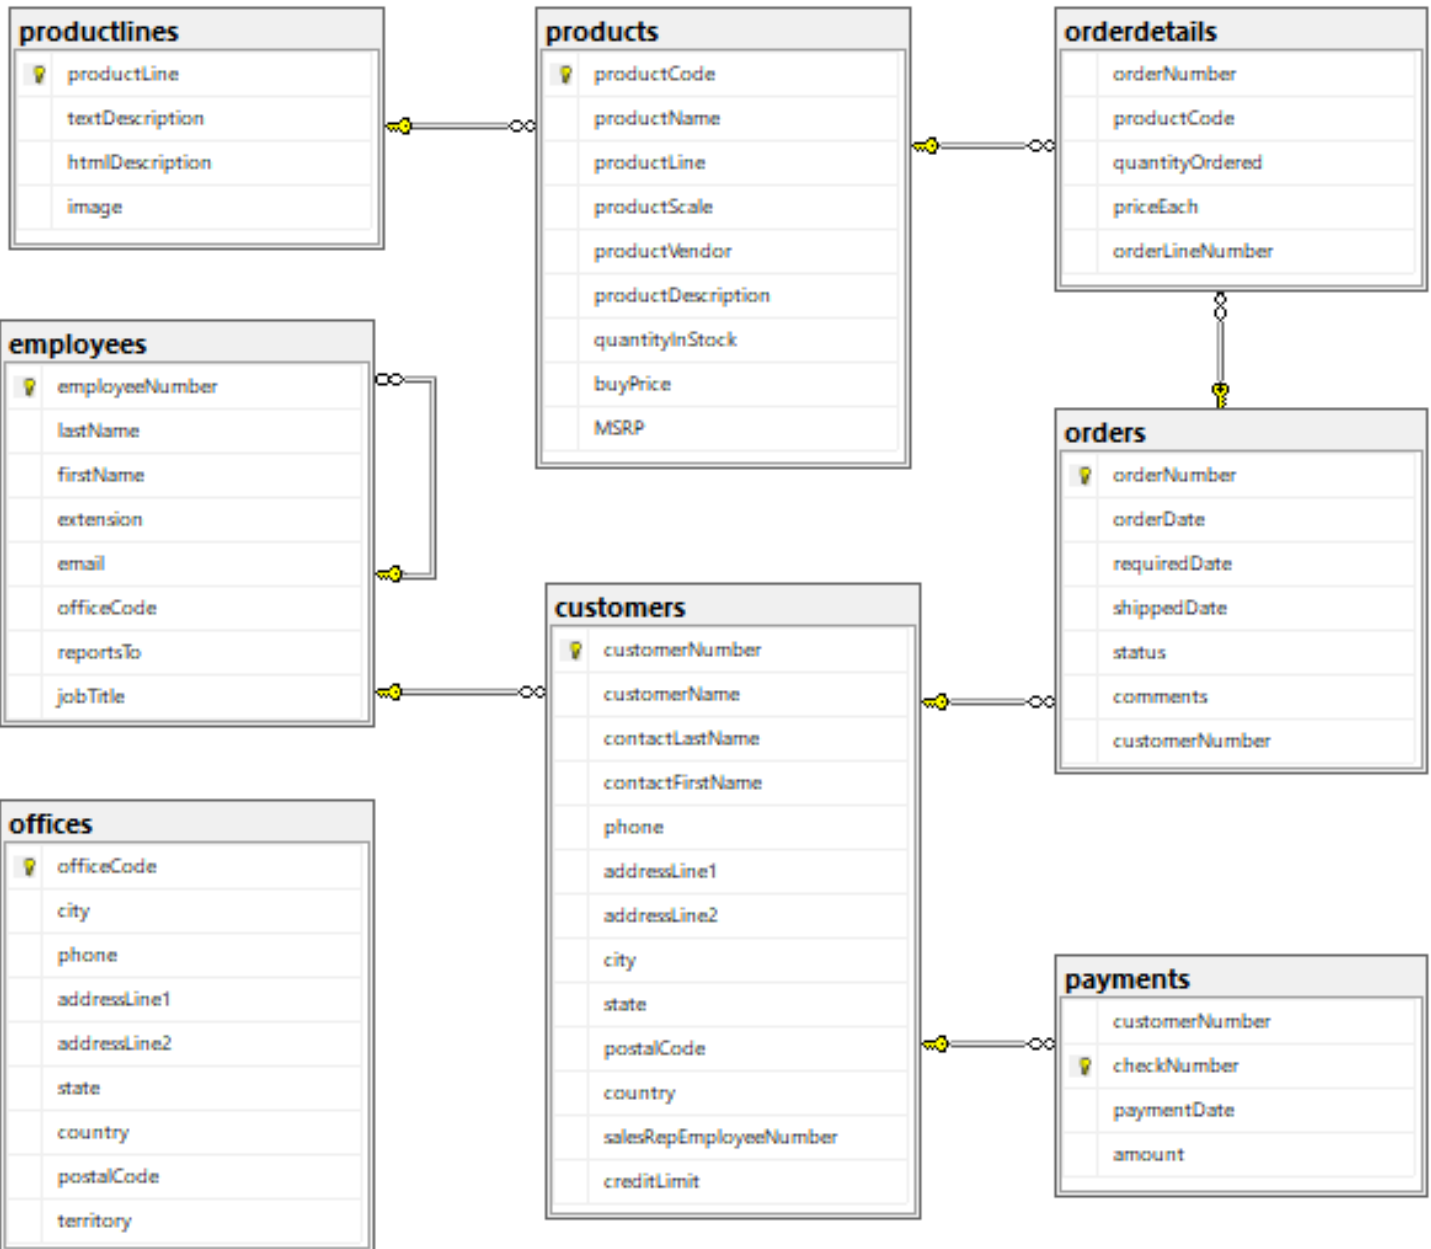 productlines
productLine
textDescription
htmlDescription
image
products
productCode
productName
productLine
productScale
productVendor
productDescription
quantityInStock
buyPrice
MSRP
orderdetails
orderNumber
productCode
quantityOrdered
priceEach
orderLineNumber
employees
employeeNumber
lastName
firstName
extension
email
officeCode
reportsTo
jobTitle
orders
orderNumber
orderDate
requiredDate
shippedDate
status
comments
customerNumber
customers
customerNumber
customerName
contactLastName
contactFirstName
phone
addressLine1
addressLine2
city
state
postalCode
country
salesRepEmployeeNumber
creditLimit
offices
officeCode
city
phone
addressLine1
addressLine2
state
country
postalCode
territory
payments
customerNumber
checkNumber
paymentDate
amount